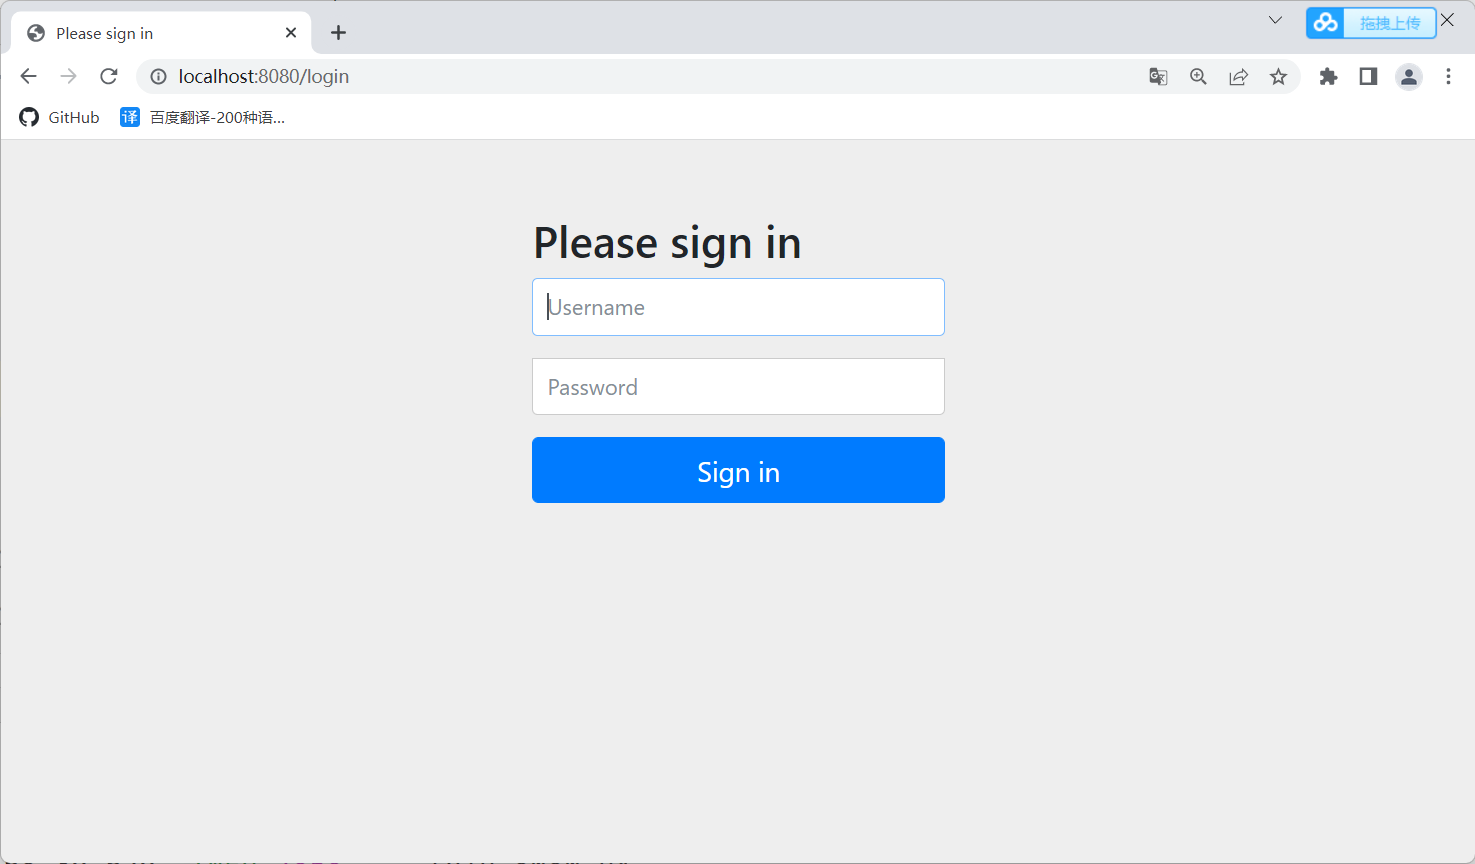 Please sign in
拖拽上传
localhost:8080/login
GitHub
译 百度翻译-200种语...
Please sign in
Username
Password
Sign in